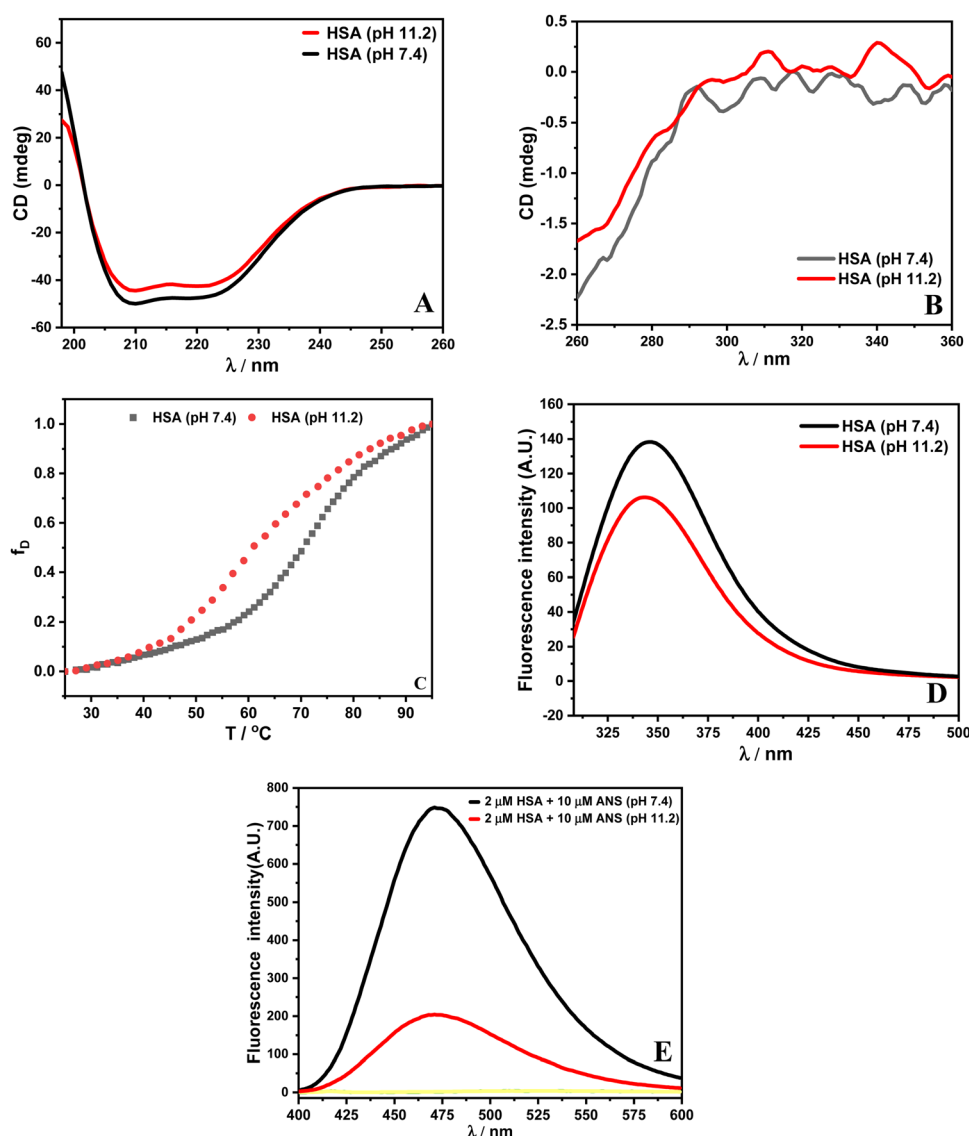 HSA (pH 11.2)
HSA (pH 7.4)
60
40
20
0
-20
-40
-60
CD (mdeg)
A
200 210 220 230 240 250 260
λ / nm
0.5
0.0
-0.5
-1.0
-1.5
-2.0
-2.5
CD (mdeg)
HSA (pH 7.4)
HSA (pH 11.2)
B
260 280 300 320 340 360
λ / nm
HSA (pH 7.4) HSA (pH 11.2)
1.0
0.8
0.6
0.4
0.2
0.0
f_D
C
30 40 50 60 70 80 90
T / °C
160
140
120
100
80
60
40
20
0
-20
Fluorescence intensity (A.U.)
HSA (pH 7.4)
HSA (pH 11.2)
D
325 350 375 400 425 450 475 500
λ / nm
800
700
600
500
400
300
200
100
0
Fluorescence intensity(A.U.)
2 μM HSA + 10 μM ANS (pH 7.4)
2 μM HSA + 10 μM ANS (pH 11.2)
E
400 425 450 475 500 525 550 575 600
λ / nm